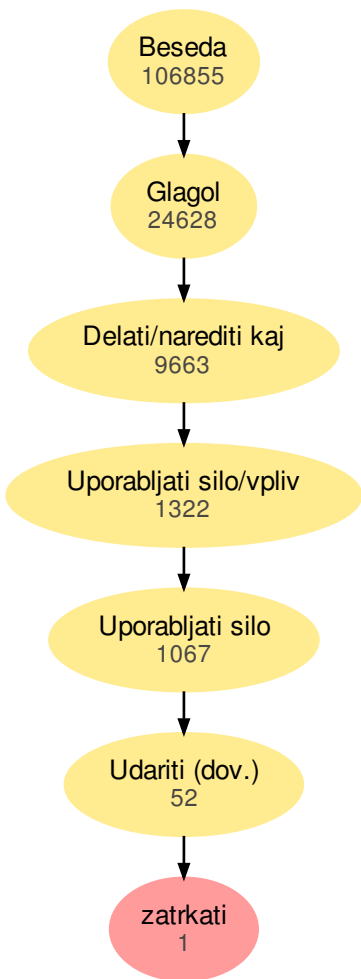 Beseda
106855
Glagol
24628
Delati/narediti kaj
9663
Uporabljati silo/vpliv
1322
Uporabljati silo
1067
Udariti (dov.)
52
zatrkati
1